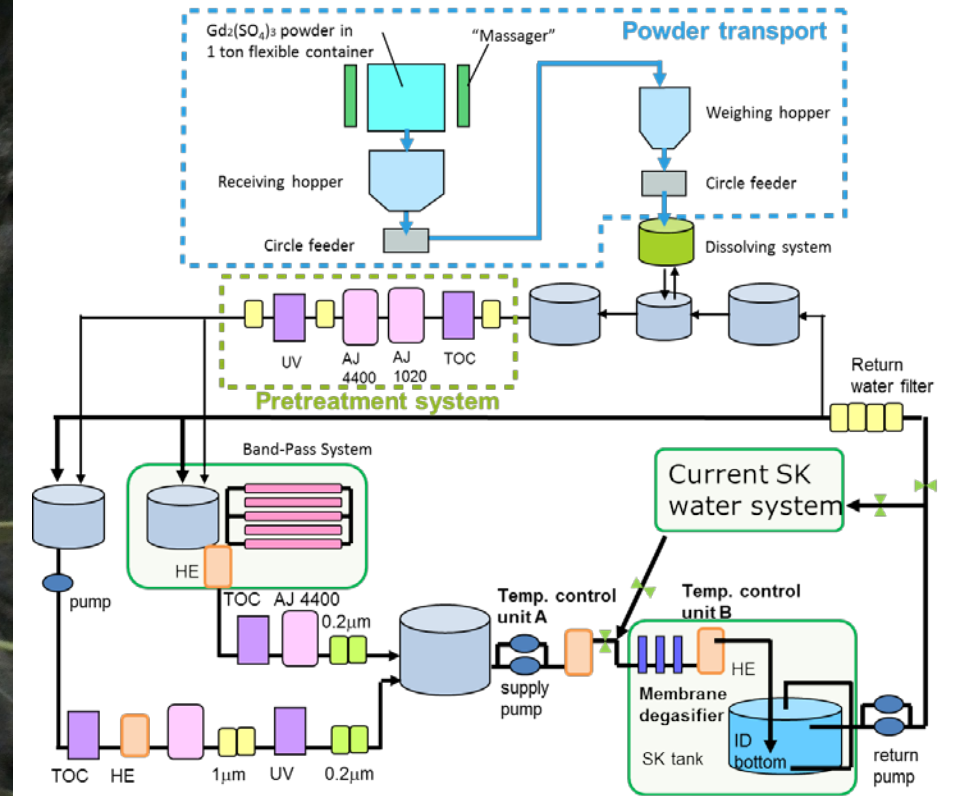 Gd₂(SO₄)₃ powder in
1 ton flexible container
“Massager”
Powder transport
Weighing hopper
Receiving hopper
Circle feeder
Circle feeder
Dissolving system
UV
AJ
4400
AJ
1020
TOC
Pretreatment system
Return
water filter
Band-Pass System
Current SK
water system
HE
pump
TOC
AJ 4400
0.2μm
Temp. control
unit A
Temp. control
unit B
supply
pump
HE
Membrane
degasifier
SK tank
ID
bottom
return
pump
TOC
HE
1μm
UV
0.2μm